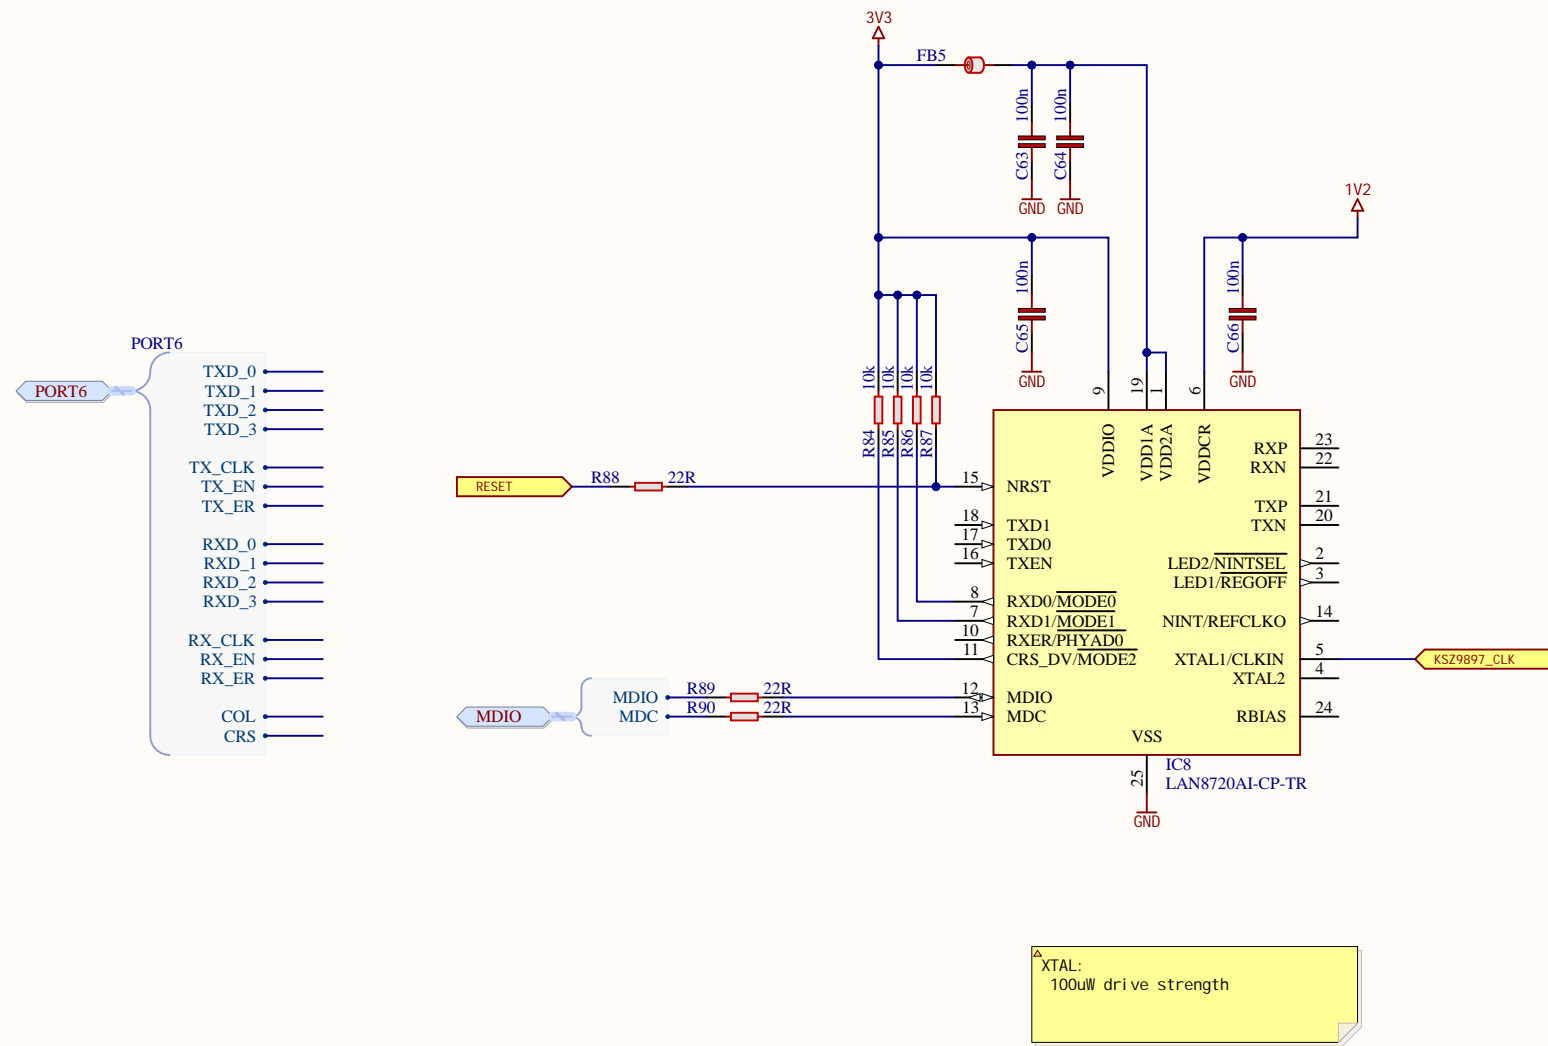 3V3
FB5
100n
C63
GND
100n
C64
GND
1V2
100n
C65
GND
100n
C66
GND
10k
R84
10k
R85
10k
R86
10k
R87
PORT6
PORT6
TXD_0
TXD_1
TXD_2
TXD_3
TX_CLK
TX_EN
TX_ER
RXD_0
RXD_1
RXD_2
RXD_3
RX_CLK
RX_EN
RX_ER
COL
CRS
RESET
R88 22R
MDIO
MDIO
MDC
R89 22R
R90 22R
9 VDDIO
19 VDD1A
1 VDD2A
6 VDDCR
15 NRST
18 TXD1
17 TXD0
16 TXEN
8 RXD0/MODE0
7 RXD1/MODE1
10 RXER/PHYAD0
11 CRS_DV/MODE2
12 MDIO
13 MDC
RXP 23
RXN 22
TXP 21
TXN 20
LED2/NINTSEL 2
LED1/REGOFF 3
NINT/REFCLKO 14
XTAL1/CLKIN 5
XTAL2 4
RBIAS 24
KSZ9897_CLK
VSS
25
GND
IC8
LAN8720AI-CP-TR
XTAL:
100uW drive strength